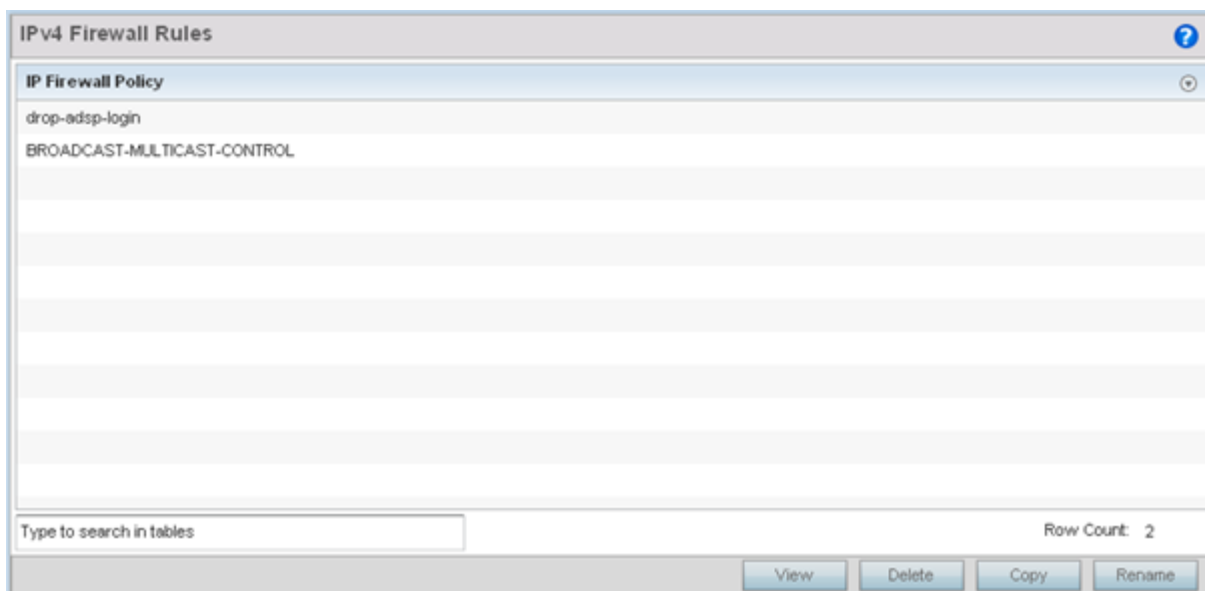 IPv4 Firewall Rules
?
IP Firewall Policy
drop-adsp-login
BROADCAST-MULTICAST-CONTROL
Type to search in tables
Row Count: 2
View Delete Copy Rename